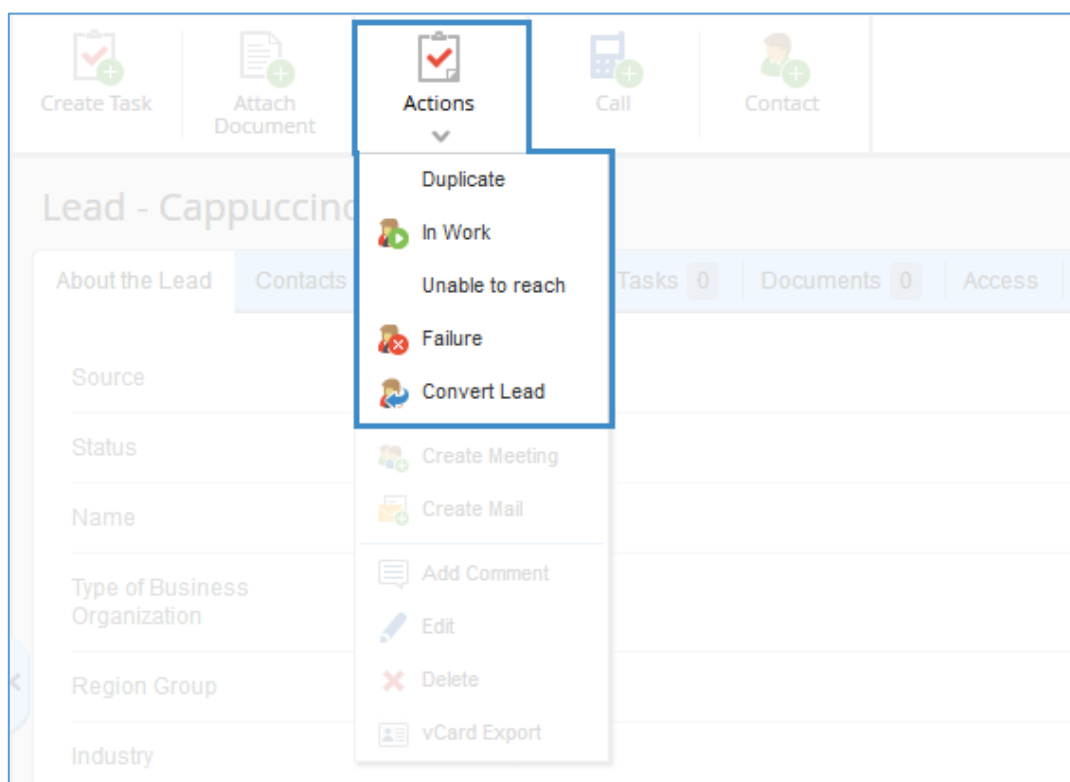 Create Task
Attach
Document
Actions
Call
Contact
Lead - Cappuccino
About the Lead
Contacts
Tasks 0
Documents 0
Access
Duplicate
In Work
Unable to reach
Failure
Convert Lead
Create Meeting
Create Mail
Add Comment
Edit
Delete
vCard Export
Source
Status
Name
Type of Business
Organization
Region Group
Industry